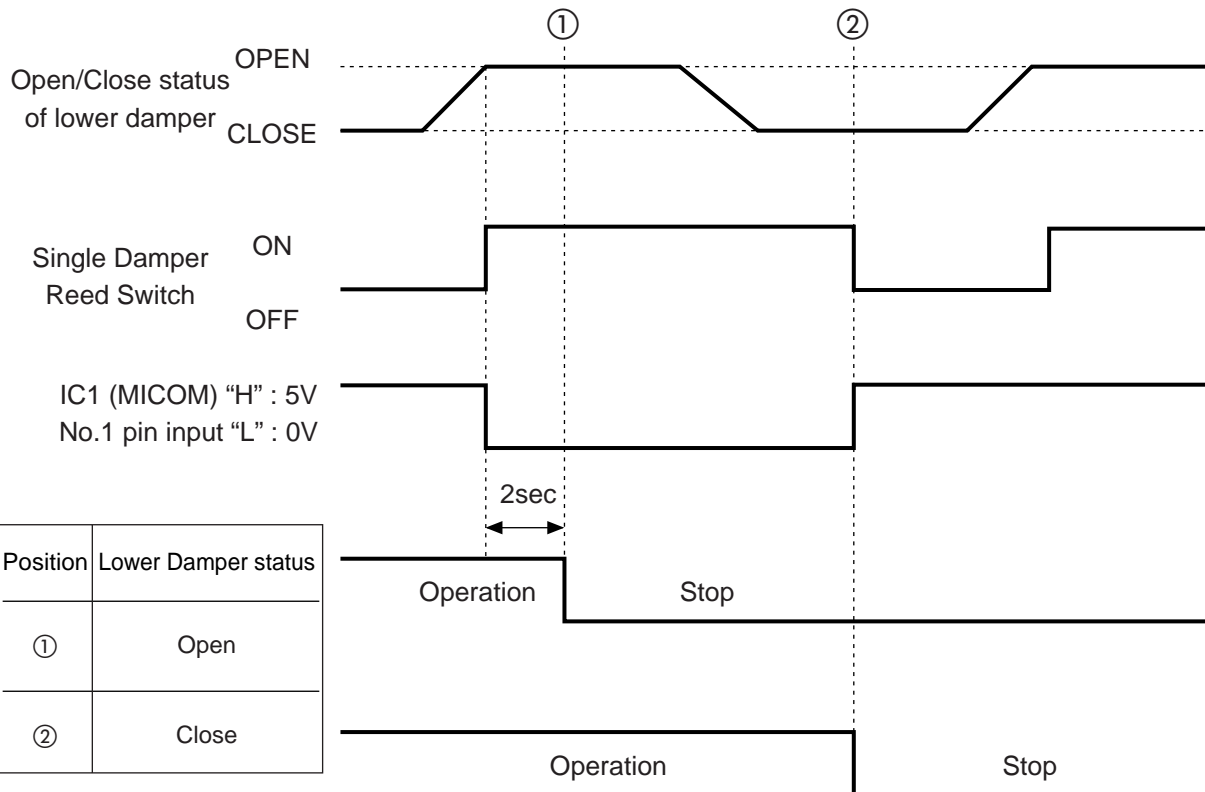 ① ②
Open/Close status
of lower damper
OPEN
CLOSE
Single Damper
Reed Switch
ON
OFF
IC1 (MICOM) “H” : 5V
No.1 pin input “L” : 0V
2sec
Operation Stop
Position Lower Damper status
① Open
② Close
Operation Stop